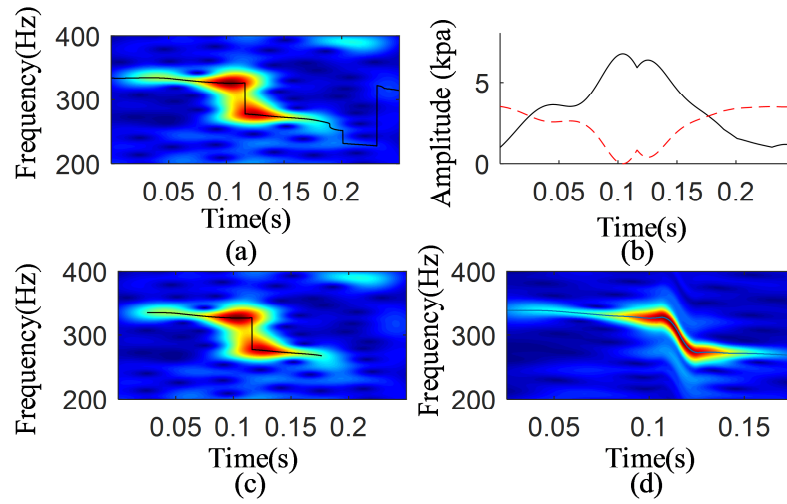 Frequency(Hz)
400
300
200
0.05 0.1 0.15 0.2
Time(s)
(a)
Amplitude (kpa)
5
0
0.05 0.1 0.15 0.2
Time(s)
(b)
Frequency(Hz)
400
300
200
0.05 0.1 0.15 0.2
Time(s)
(c)
Frequency(Hz)
400
300
200
0.05 0.1 0.15
Time(s)
(d)